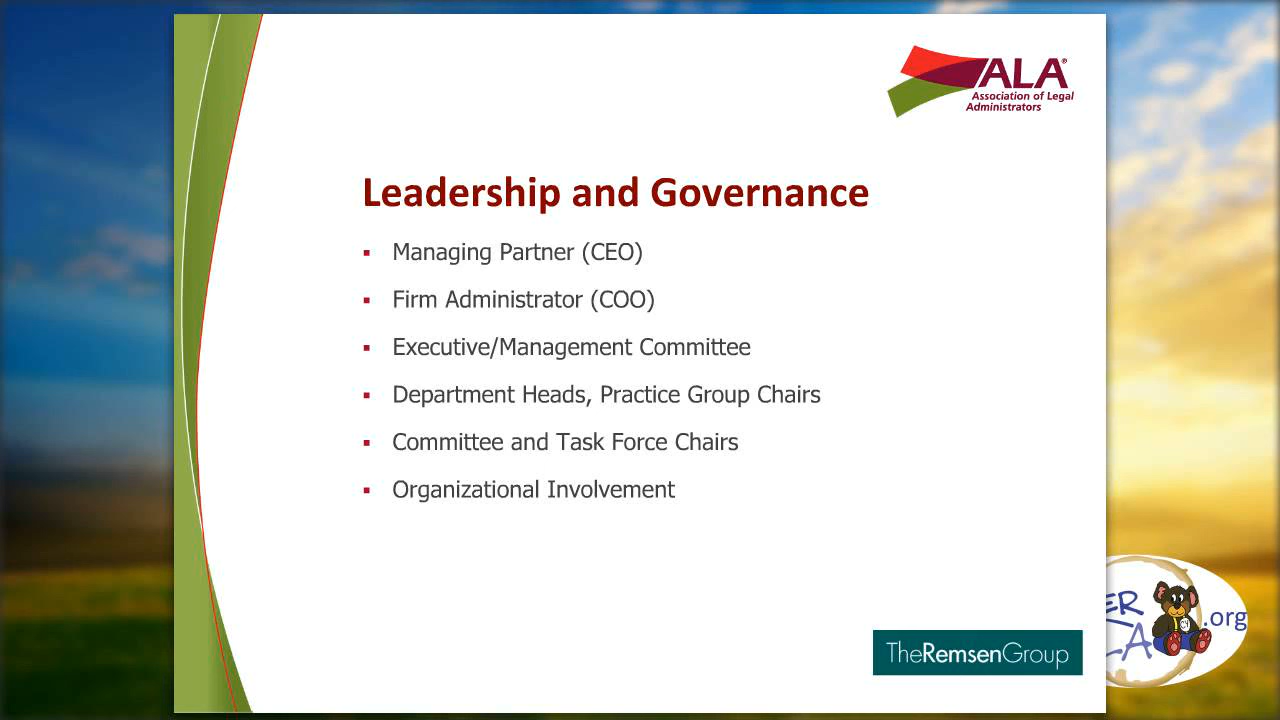 ALA®
Association of Legal
Administrators
Leadership and Governance
▪ Managing Partner (CEO)
▪ Firm Administrator (COO)
▪ Executive/Management Committee
▪ Department Heads, Practice Group Chairs
▪ Committee and Task Force Chairs
▪ Organizational Involvement
TheRemsenGroup
.org